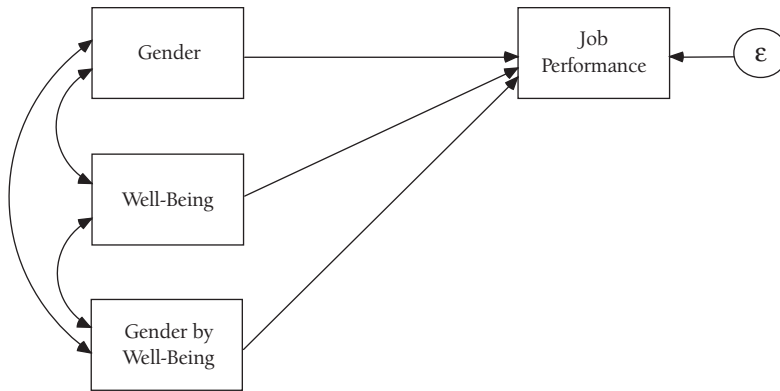 Gender
Job
Performance
ε
Well-Being
Gender by
Well-Being